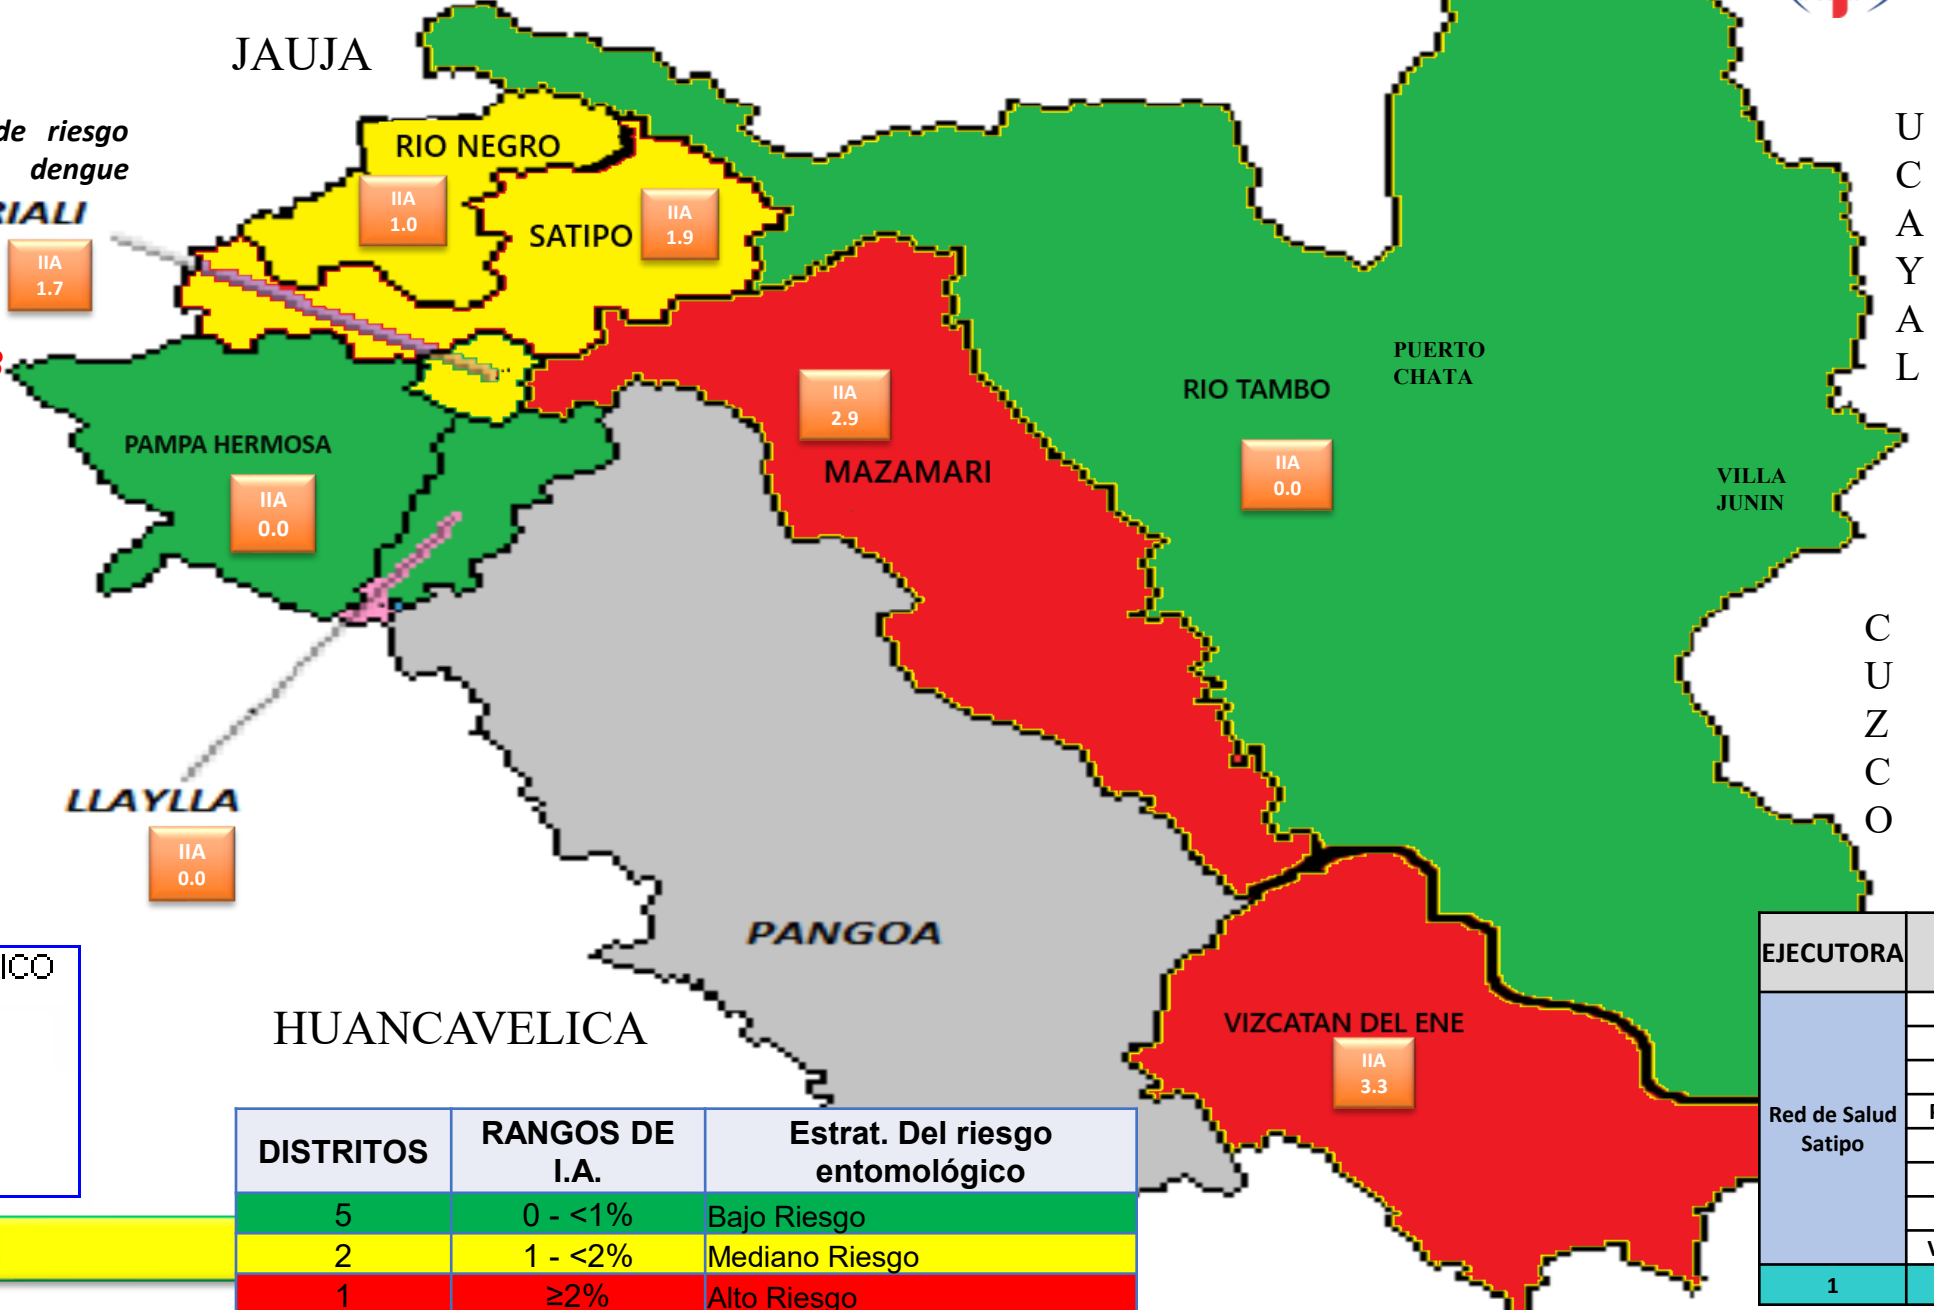 JAUJA
de riesgo
dengue
RIALI
IIA
1.7
RIO NEGRO
IIA
1.0
SATIPO
IIA
1.9
UCAYAL
PAMPA HERMOSA
IIA
0.0
IIA
2.9
MAZAMARI
RIO TAMBO
IIA
0.0
PUERTO
CHATA
VILLA
JUNIN
CUZCO
LLAYLLA
IIA
0.0
PANGOA
HUANCAVELICA
VIZCATAN DEL ENE
IIA
3.3
ICO
DISTRITOS RANGOS DE I.A. Estrat. Del riesgo entomológico
5 0 - <1% Bajo Riesgo
2 1 - <2% Mediano Riesgo
1 ≥2% Alto Riesgo
EJECUTORA
Red de Salud
Satipo
1